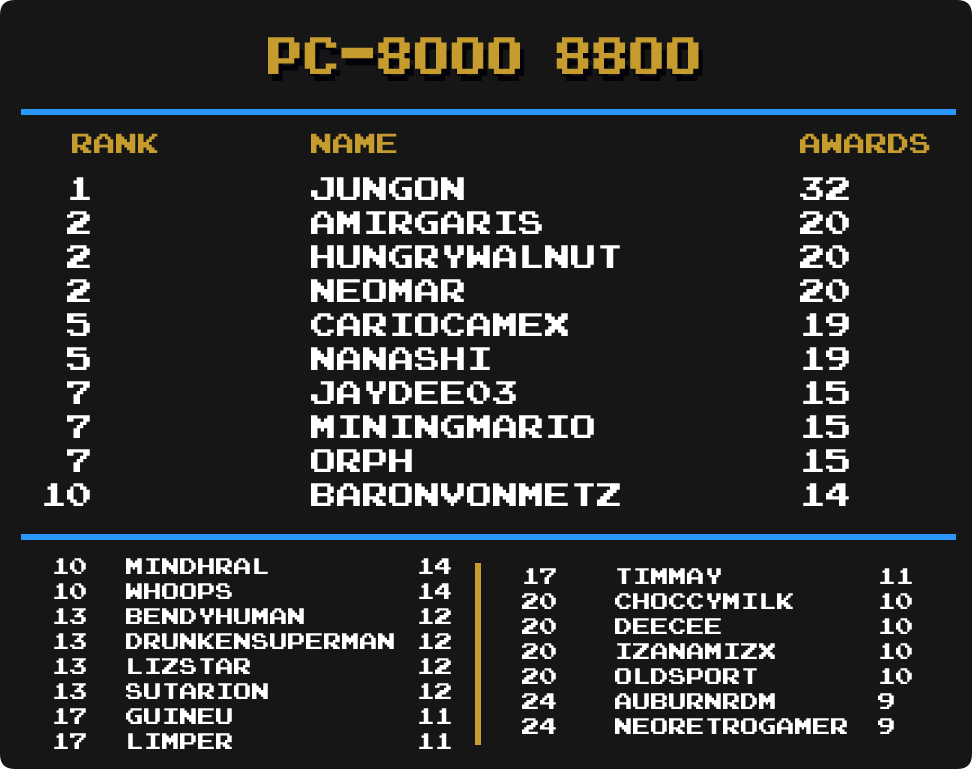 PC-8000 8800
RANK NAME AWARDS
1 JUNGON 32
2 AMIRGARIS 20
2 HUNGRYWALNUT 20
2 NEOMAR 20
5 CARIOCAMEX 19
5 NANASHI 19
7 JAYDEE03 15
7 MININGMARIO 15
7 ORPH 15
10 BARONVONMETZ 14
10 MINDHRAL 14
10 WHOOPS 14
13 BENDYHUMAN 12
13 DRUNKENSUPERMAN 12
13 LIZSTAR 12
13 SUTARION 12
17 GUINEU 11
17 LIMPER 11
17 TIMMAY 11
20 CHOCCYMILK 10
20 DEECEE 10
20 IZANAMIZX 10
20 OLDSPORT 10
24 AUBURNRDM 9
24 NEORETROGAMER 9